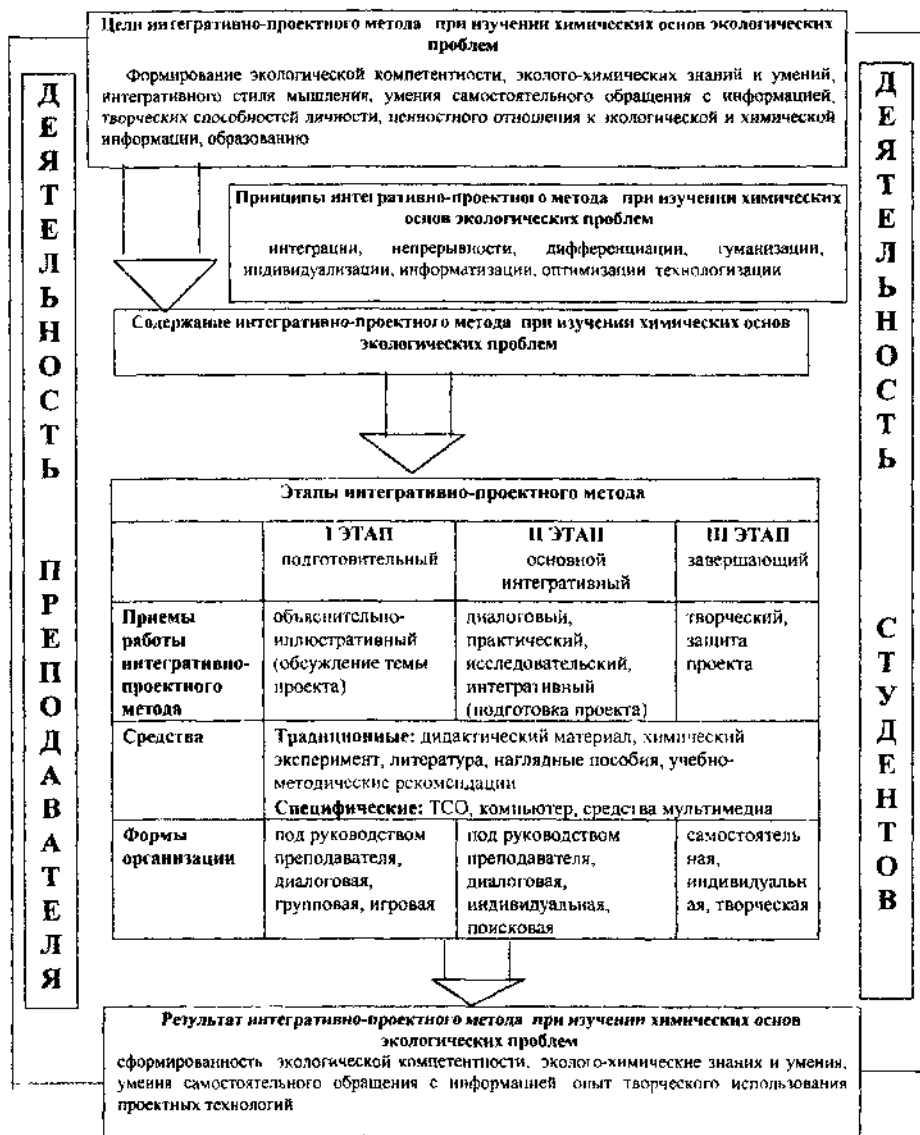 Цели интегративно-проектного метода при изучении химических основ экологических
проблем
Формирование экологической компетентности, эколого-химических знаний и умений,
интегративного стиля мышления, умения самостоятельного обращения с информацией,
творческих способностей личности, ценностного отношения к экологической и химической
информации, образованию
ДЕЯТЕЛЬНОСТЬ ПРЕПОДАВАТЕЛЯ
ДЕЯТЕЛЬНОСТЬ СТУДЕНТОВ
Принципы интегративно-проектного метода при изучении химических
основ экологических проблем
интеграции, непрерывности, дифференциации, гуманизации,
индивидуализации, информатизации, оптимизации технологизации
Содержание интегративно-проектного метода при изучении химических основ
экологических проблем
Этапы интегративно-проектного метода
I ЭТАП
подготовительный
II ЭТАП
основной
интегративный
III ЭТАП
завершающий
Приемы
работы
интегративно-
проектного
метода
объяснительно-
иллюстративный
(обсуждение темы
проекта)
диалоговый,
практический,
исследовательский,
интегративный
(подготовка проекта)
творческий,
защита
проекта
Средства
Традиционные: дидактический материал, химический
эксперимент, литература, наглядные пособия, учебно-
методические рекомендации
Специфические: ТСО, компьютер, средства мультимедиа
Формы
организации
под руководством
преподавателя,
диалоговая,
групповая, игровая
под руководством
преподавателя,
диалоговая,
индивидуальная,
поисковая
самостоятель
ная,
индивидуальн
ая, творческая
Результат интегративно-проектного метода при изучении химических основ
экологических проблем
сформированность экологической компетентности, эколого-химические знания и умения,
умения самостоятельного обращения с информацией опыт творческого использования
проектных технологий